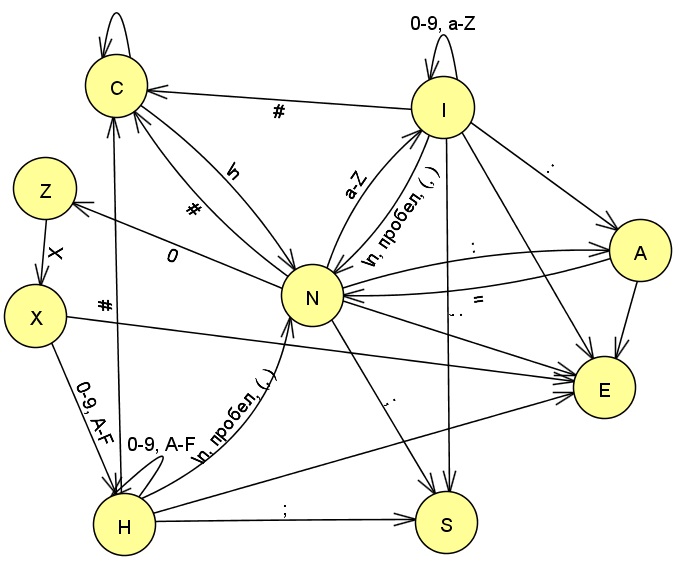 0-9, a-Z
C
I
#
\n
a-Z
\n, пробел, (, )
:
Z
#
X
0
:
A
N
=
X
#
; :
0-9, A-F
\n, пробел, (, )
;
E
0-9, A-F
H
;
S